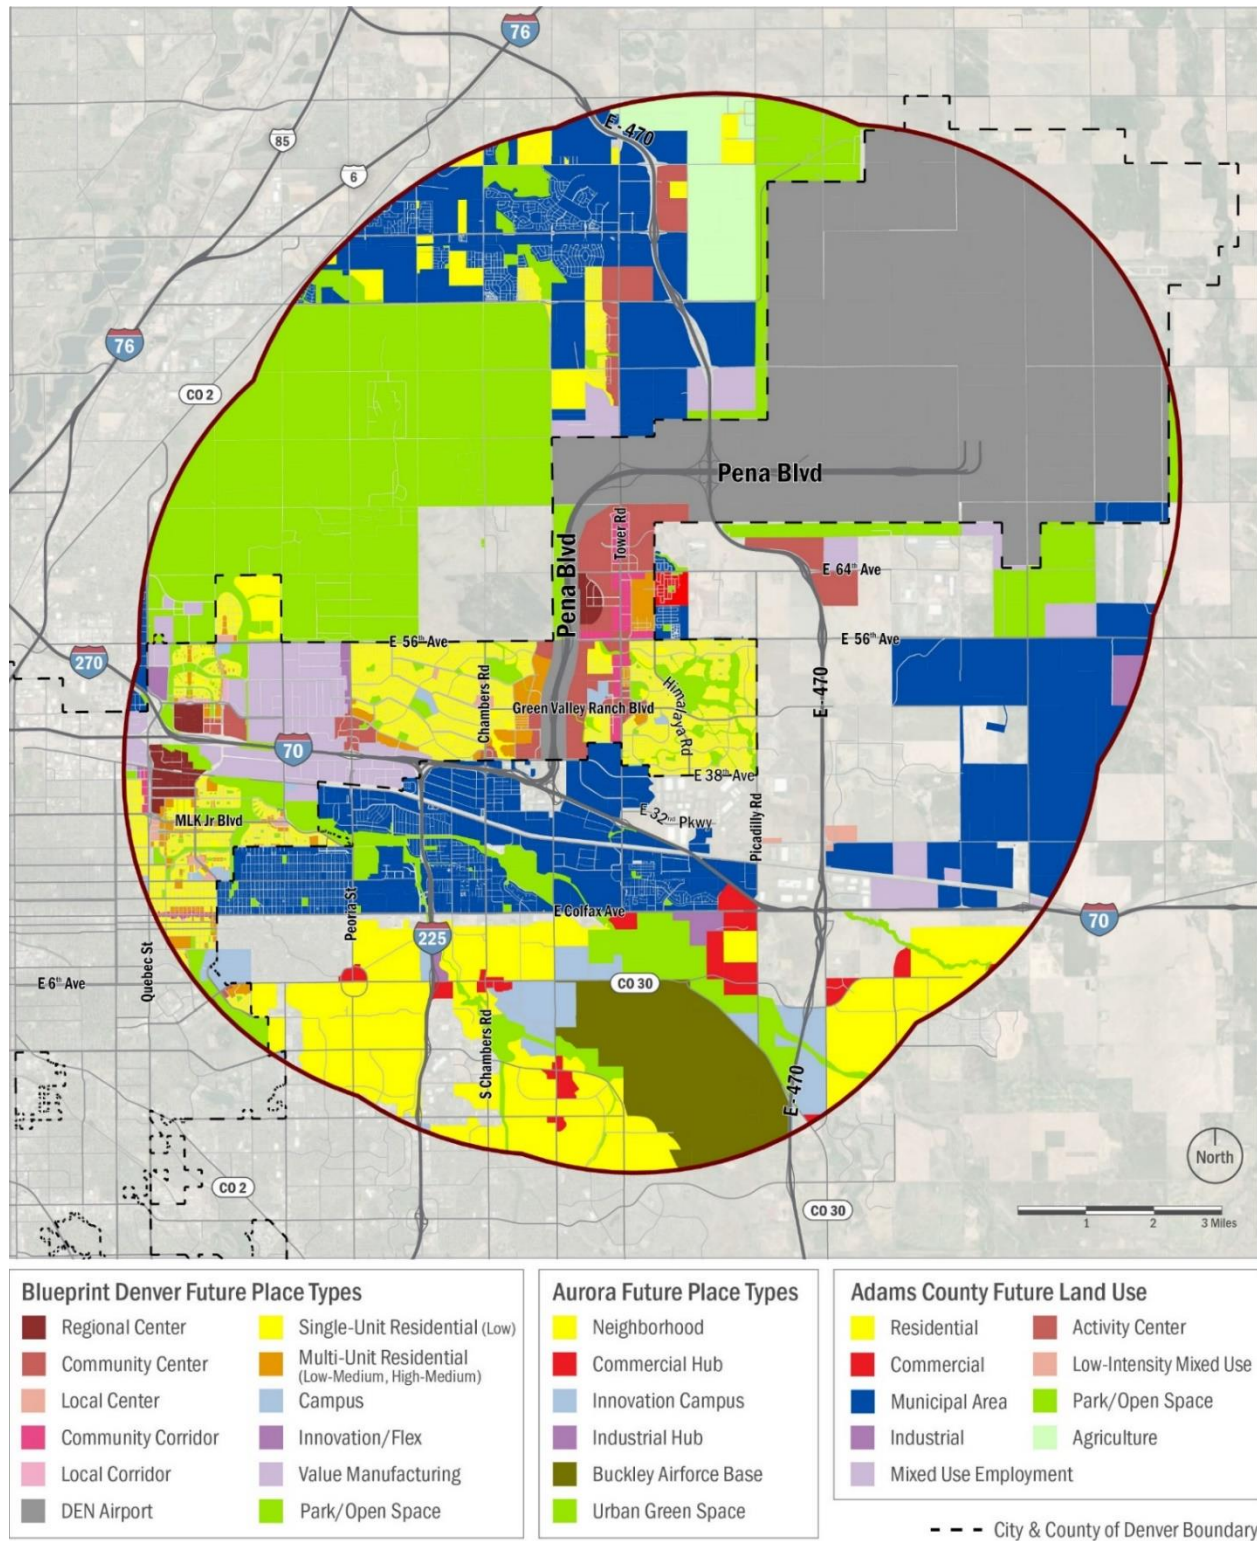 76
E-470
85
6
76
CO 2
Pena Blvd
Tower Rd
Pena Blvd
E 64th Ave
E 56th Ave
E 56th Ave
270
Chambers Rd
Himalaya Rd
E-470
Green Valley Ranch Blvd
70
E 38th Ave
MLK Jr Blvd
E 32nd Pkwy
Picadilly Rd
Peoria St
E Colfax Ave
70
225
Quebec St
E 6th Ave
CO 30
S Chambers Rd
E-470
North
CO 2
CO 30
1 2 3 Miles
Blueprint Denver Future Place Types
Regional Center
Community Center
Local Center
Community Corridor
Local Corridor
DEN Airport
Single-Unit Residential (Low)
Multi-Unit Residential
(Low-Medium, High-Medium)
Campus
Innovation/Flex
Value Manufacturing
Park/Open Space
Aurora Future Place Types
Neighborhood
Commercial Hub
Innovation Campus
Industrial Hub
Buckley Airforce Base
Urban Green Space
Adams County Future Land Use
Residential
Commercial
Municipal Area
Industrial
Mixed Use Employment
Activity Center
Low-Intensity Mixed Use
Park/Open Space
Agriculture
City & County of Denver Boundary